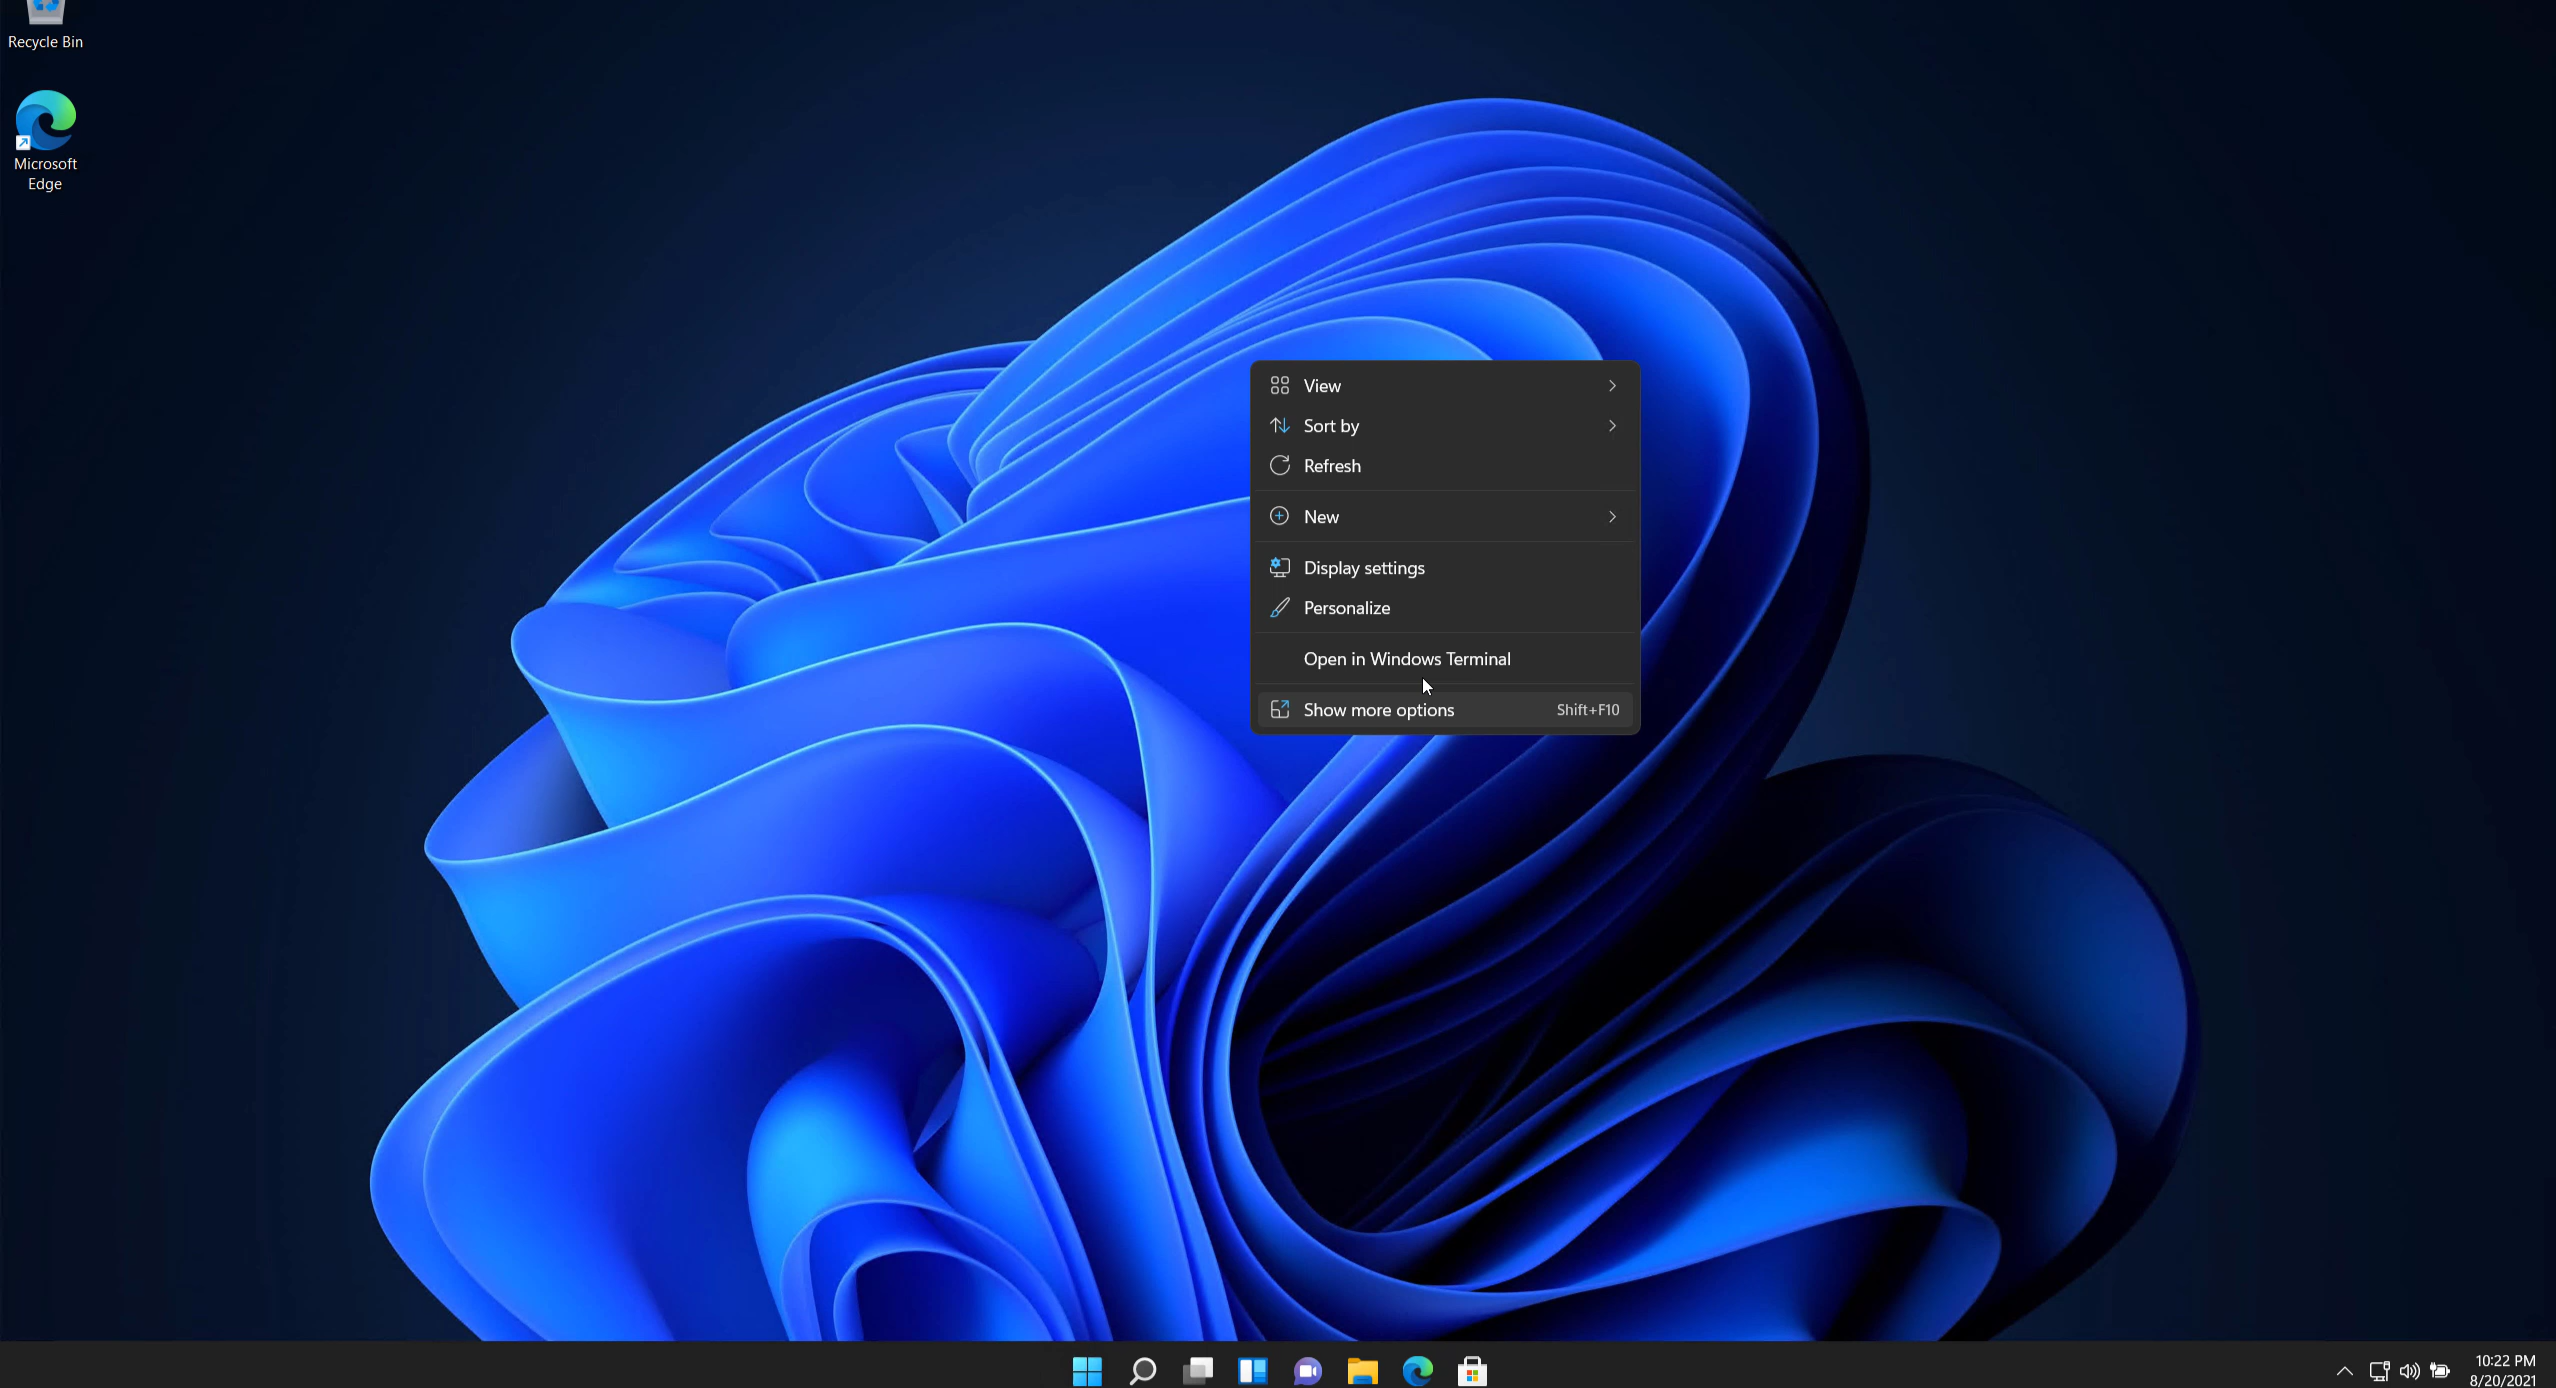 Recycle Bin
Microsoft
Edge
View
Sort by
Refresh
New
Display settings
Personalize
Open in Windows Terminal
Show more options Shift+F10
10:22 PM
8/20/2021